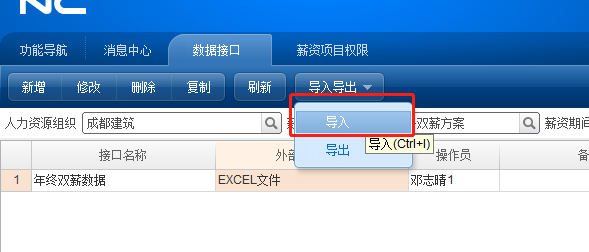 NC
功能导航 消息中心 数据接口 薪资项目权限
新增 修改 删除 复制 刷新 导入导出
人力资源组织 成都建筑 双薪方案 薪资期间
导入
导入(Ctrl+I)
导出
接口名称 外部 操作员 备
1 年终双薪数据 EXCEL文件 邓志晴1